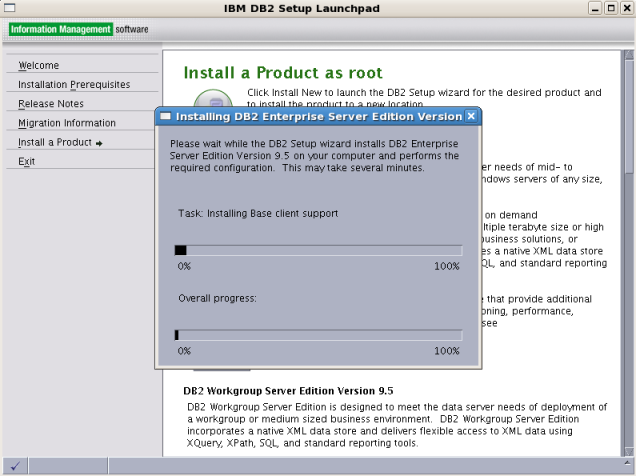 IBM DB2 Setup Launchpad
Information Management software
Welcome
Installation Prerequisites
Release Notes
Migration Information
Install a Product
Exit
Install a Product as root
Click Install New to launch the DB2 Setup wizard for the desired product and
to install the product to a new location.
Installing DB2 Enterprise Server Edition Version
Please wait while the DB2 Setup wizard installs DB2 Enterprise
Server Edition Version 9.5 on your computer and performs the
required configuration. This may take several minutes.
Task: Installing Base client support
0% 100%
Overall progress:
0% 100%
er needs of mid- to
ndows servers of any size,
on demand
ltiple terabyte size or high
business solutions, or
es a native XML data store
QL, and standard reporting
that provide additional
oning, performance,
see
DB2 Workgroup Server Edition Version 9.5
DB2 Workgroup Server Edition is designed to meet the data server needs of deployment of
a workgroup or medium sized business environment. DB2 Workgroup Server Edition
incorporates a native XML data store and delivers flexible access to XML data using
XQuery, XPath, SQL, and standard reporting tools.